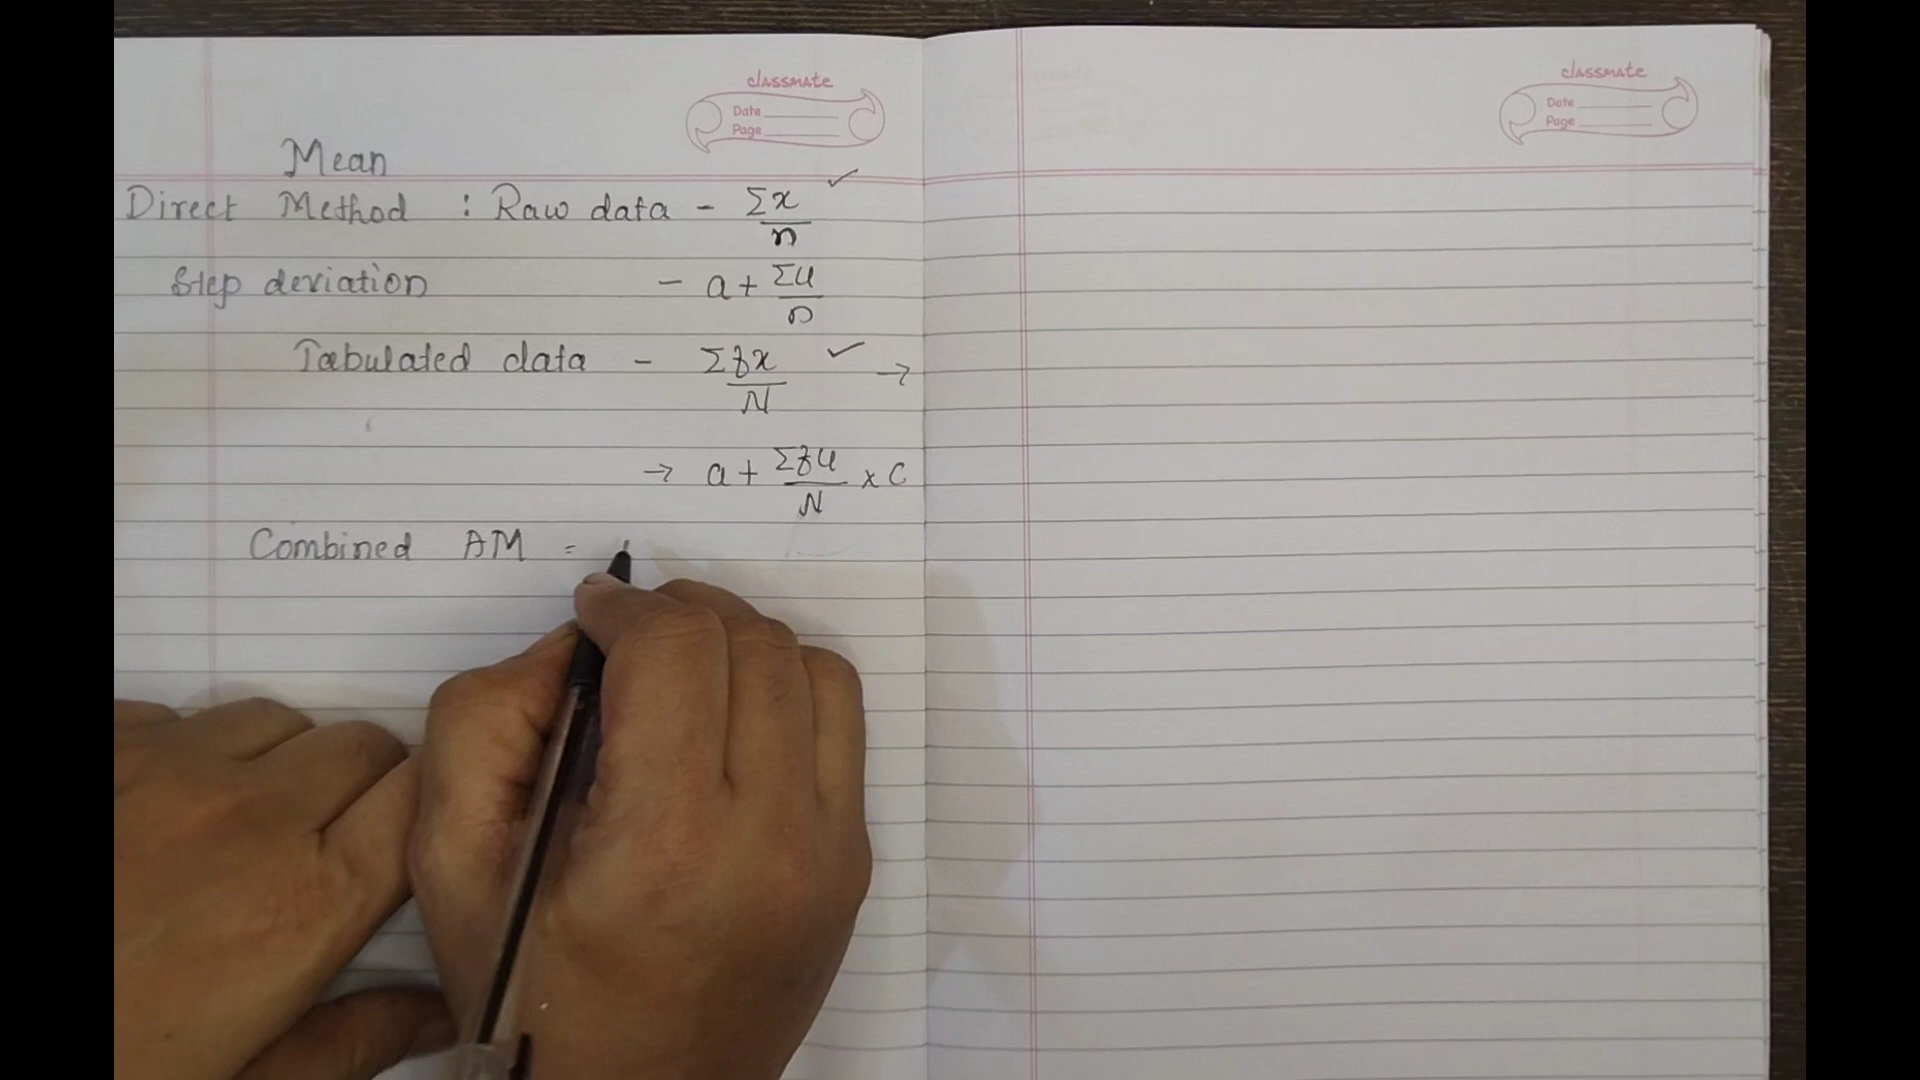 classmate
Date
Page
classmate
Date
Page
Mean
Direct Method : Raw data - Σx/n ✓
Step deviation - a + Σu/n
Tabulated data - Σfx/N ✓ →
→ a + Σfu/N × C
Combined AM =